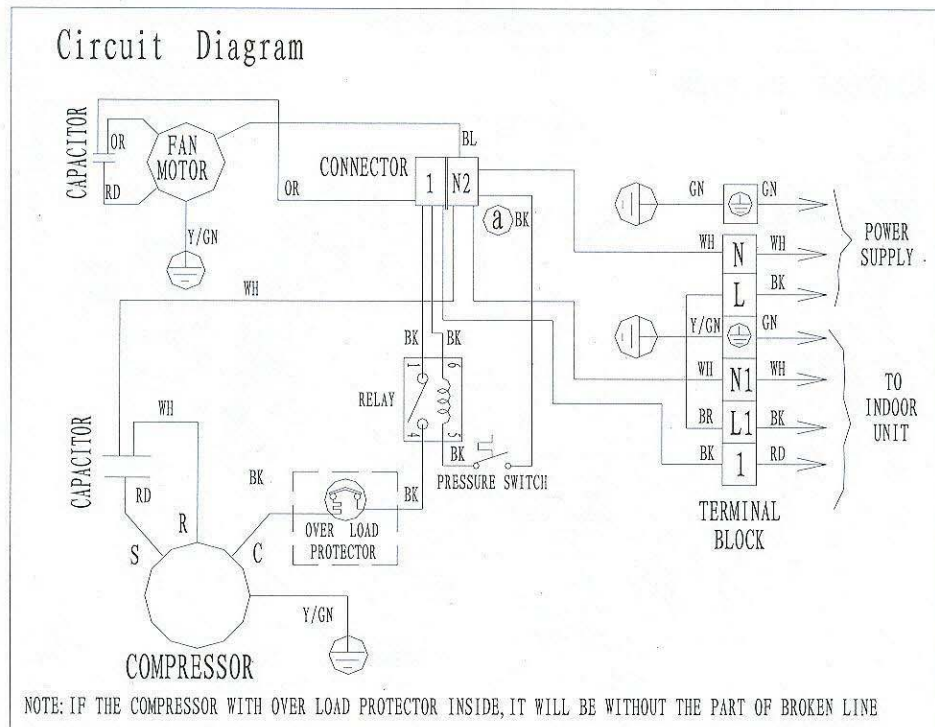 Circuit Diagram
CAPACITOR
OR
RD
FAN
MOTOR
Y/GN
OR
CONNECTOR
1 N2
BL
a BK
WH
GN GN
WH N WH
L BK
Y/GN GN
WH N1 WH
BR L1 BK
BK 1 RD
POWER
SUPPLY
TO
INDOOR
UNIT
TERMINAL
BLOCK
BK BK
RELAY
1 6
4 5
BK
BK
PRESSURE SWITCH
CAPACITOR
WH
RD
BK
OVER LOAD
PROTECTOR
S R C
Y/GN
COMPRESSOR
NOTE: IF THE COMPRESSOR WITH OVER LOAD PROTECTOR INSIDE, IT WILL BE WITHOUT THE PART OF BROKEN LINE